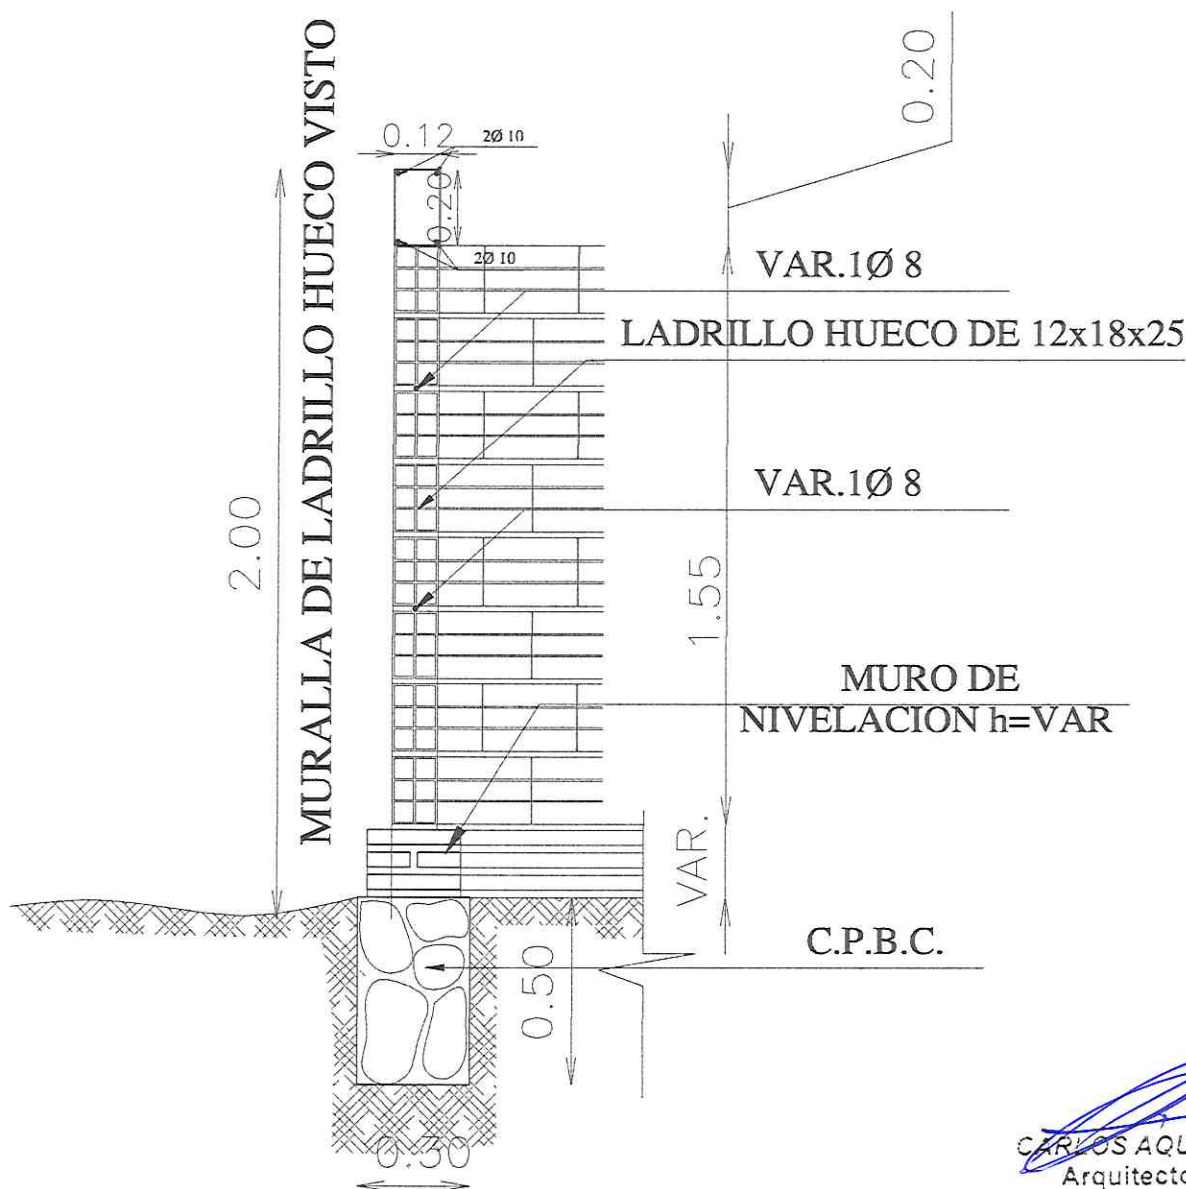 MURALLA DE LADRILLO HUECO VISTO
0.20
0.12
2Ø 10
0.20
2Ø 10
VAR.1Ø 8
LADRILLO HUECO DE 12x18x25
2.00
VAR.1Ø 8
1.55
MURO DE
NIVELACION h=VAR
VAR.
C.P.B.C.
0.50
0.30
CARLOS AQU
Arquitecto